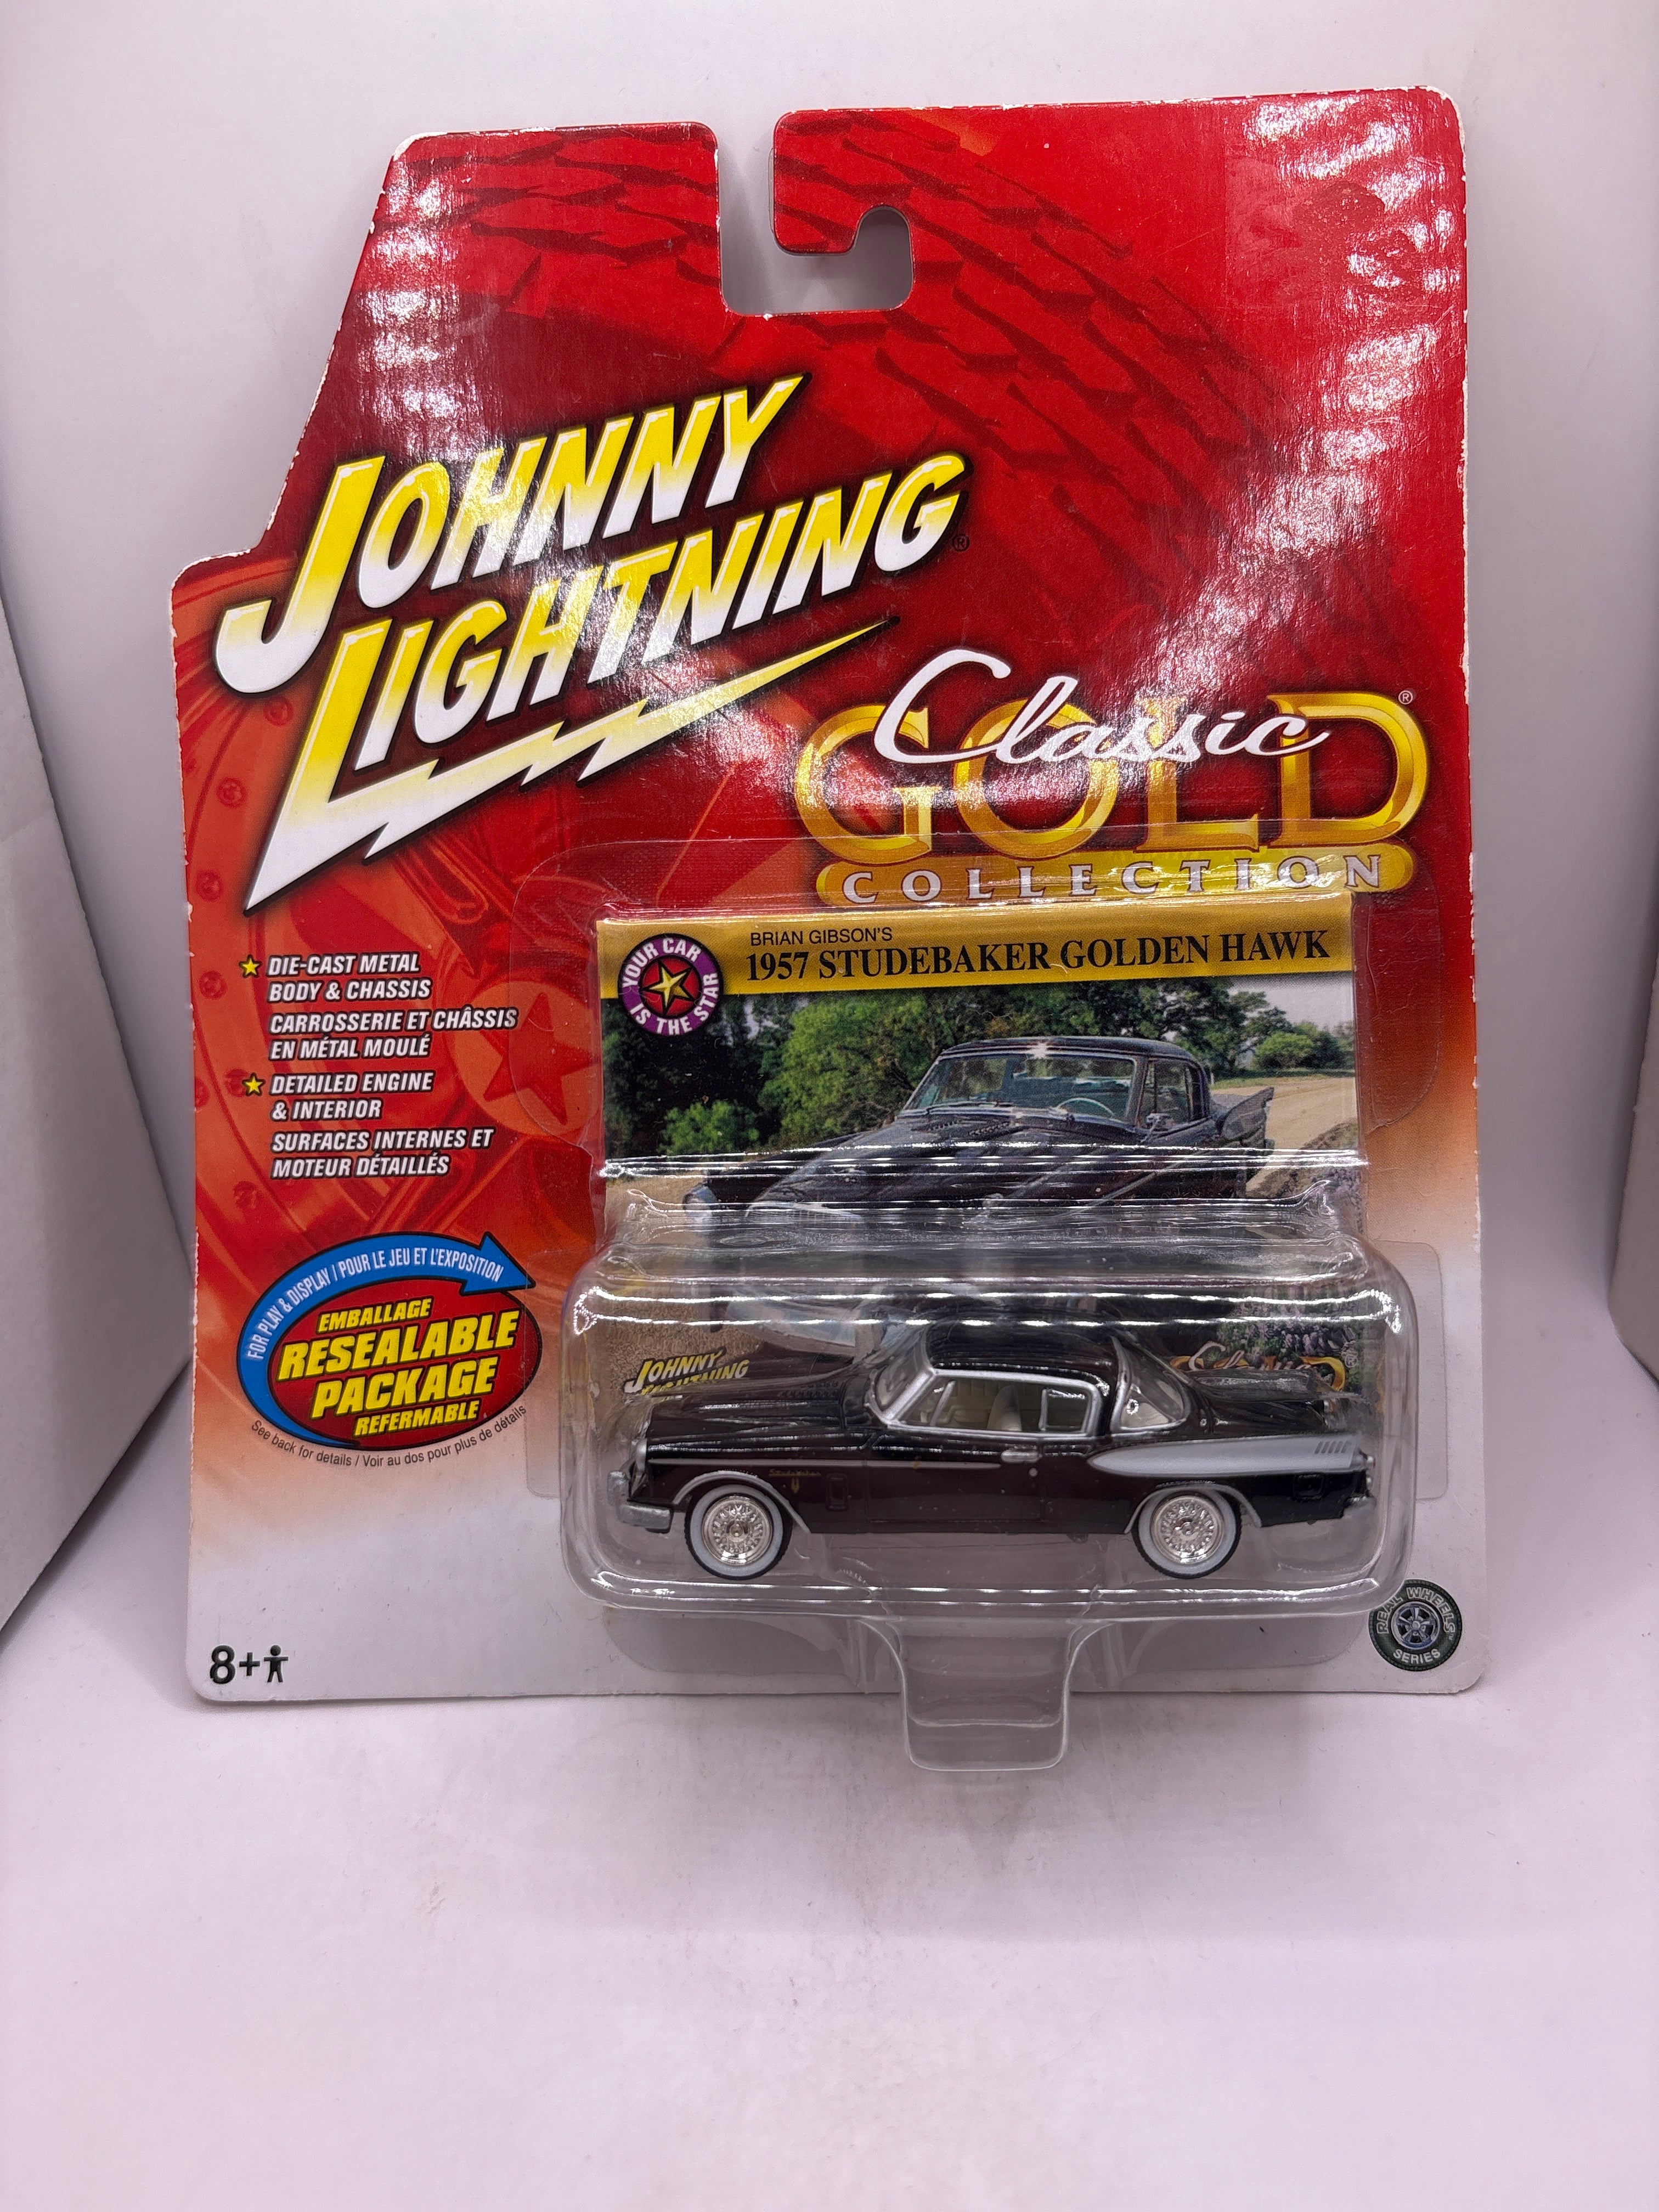 JOHNNY
LIGHTNING
®
Classic
GOLD
®
COLLECTION
YOUR CAR
IS THE STAR
BRIAN GIBSON'S
1957 STUDEBAKER GOLDEN HAWK
DIE-CAST METAL
BODY & CHASSIS
CARROSSERIE ET CHÂSSIS
EN MÉTAL MOULÉ
DETAILED ENGINE
& INTERIOR
SURFACES INTERNES ET
MOTEUR DÉTAILLÉS
FOR PLAY & DISPLAY / POUR LE JEU ET L'EXPOSITION
EMBALLAGE
RESEALABLE
PACKAGE
REFERMABLE
See back for details / Voir au dos pour plus de détails
JOHNNY
LIGHTNING
Studebaker
8+
REAL WHEELS
SERIES